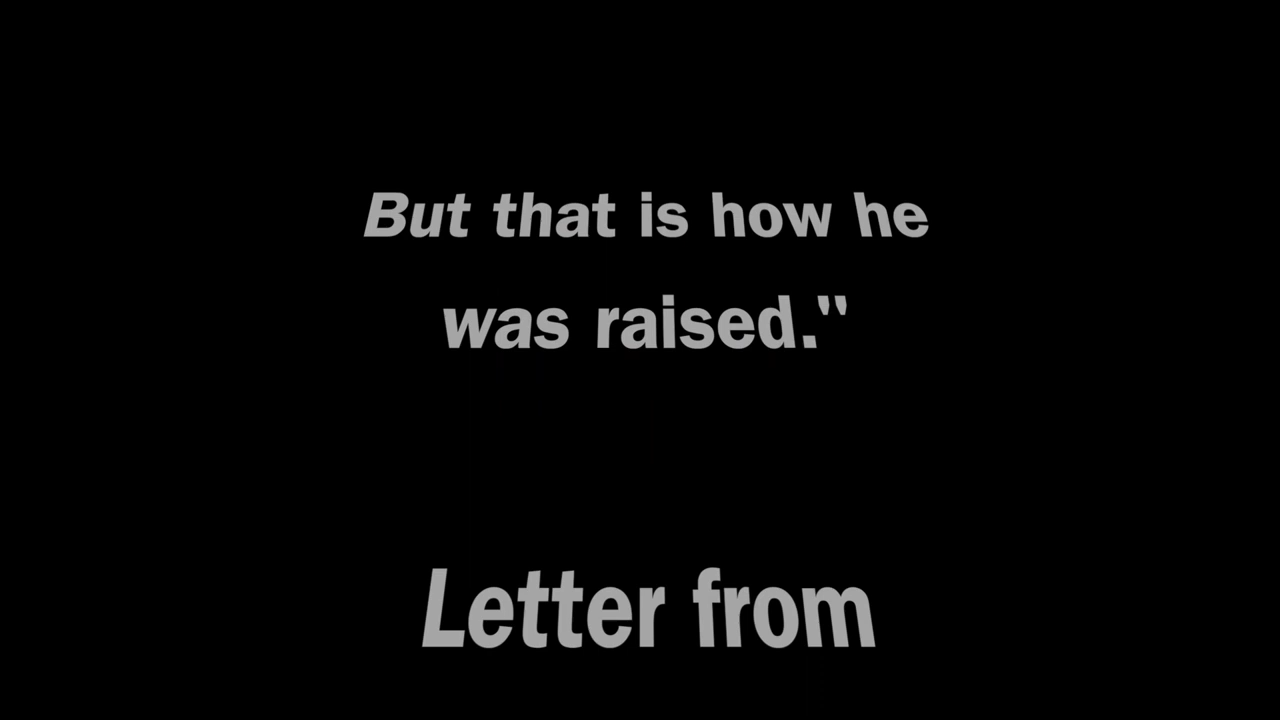 But that is how he
was raised."
Letter from